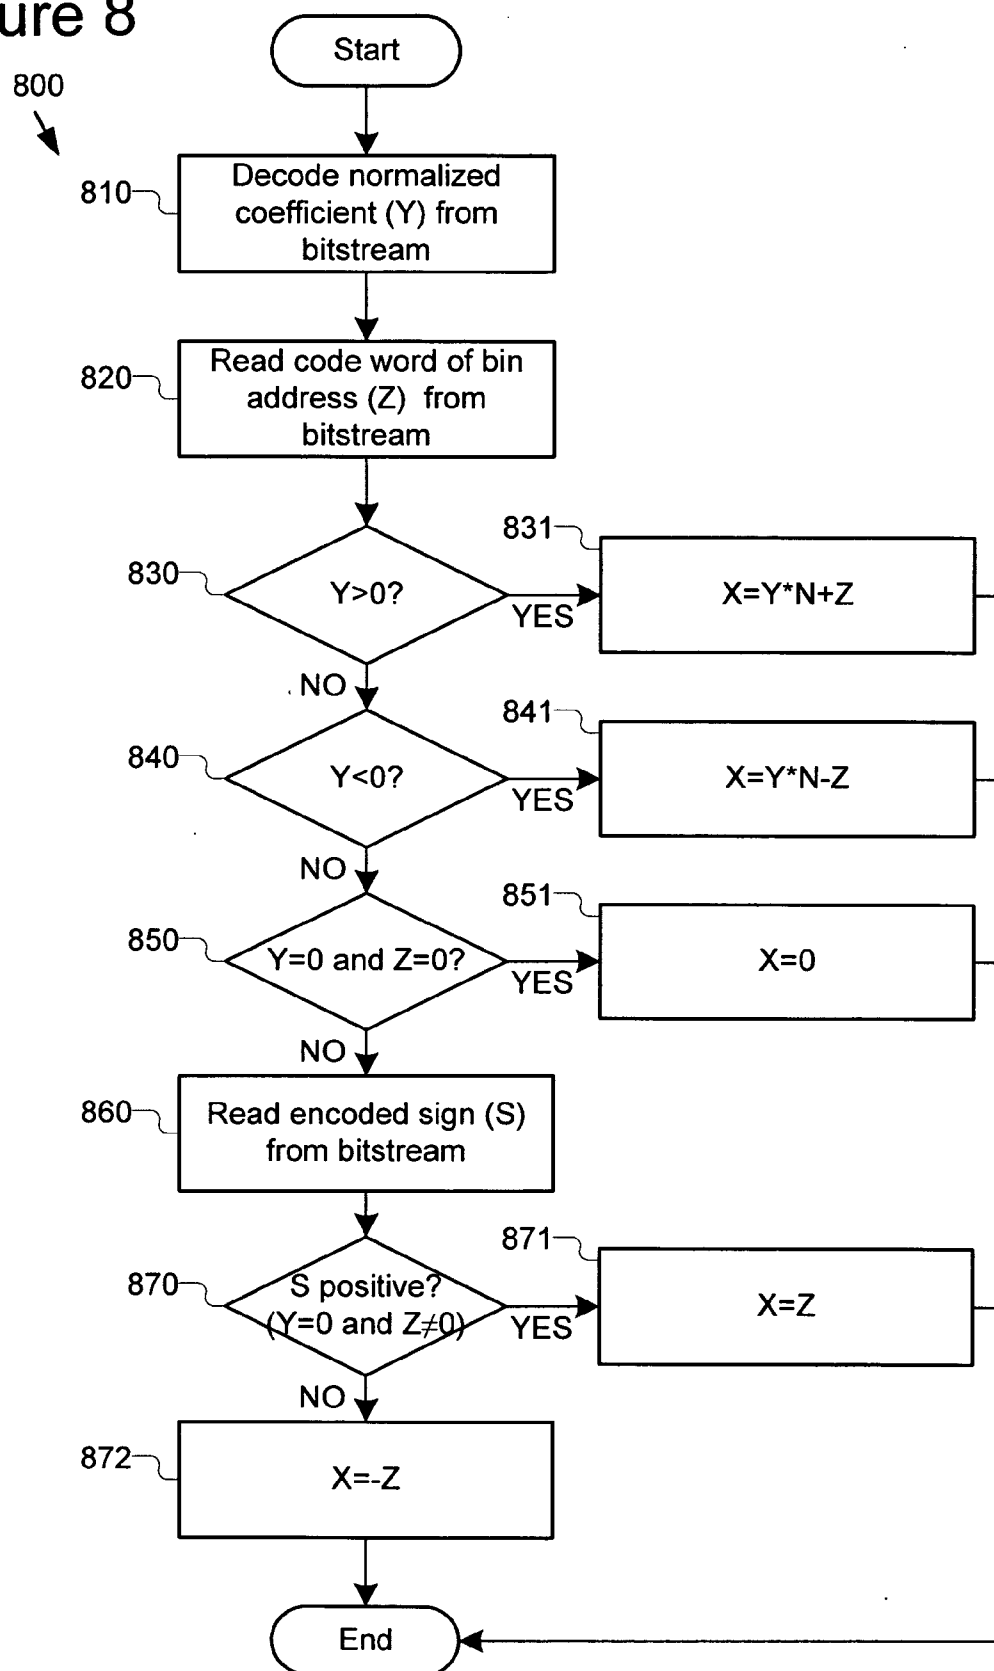 ure 8
Start
800
810
Decode normalized
coefficient (Y) from
bitstream
820
Read code word of bin
address (Z) from
bitstream
830
Y>0?
YES
831
X=Y*N+Z
NO
840
Y<0?
YES
841
X=Y*N-Z
NO
850
Y=0 and Z=0?
YES
851
X=0
NO
860
Read encoded sign (S)
from bitstream
870
S positive?
(Y=0 and Z≠0)
YES
871
X=Z
NO
872
X=-Z
End